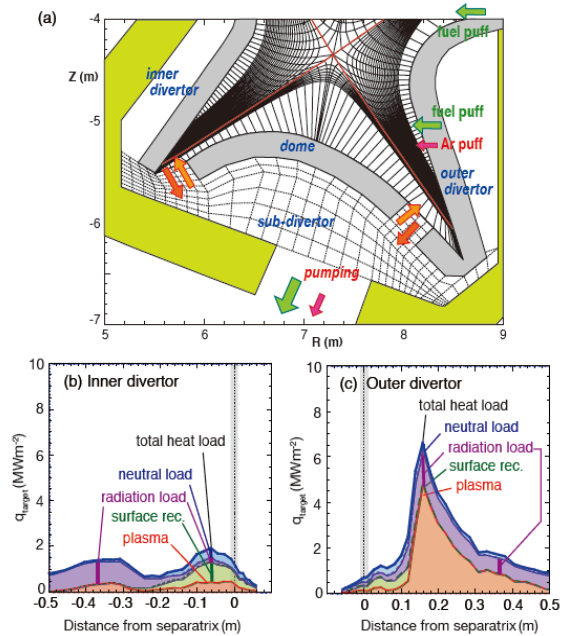 (a)
-4
fuel puff
inner
divertor
Z (m)
fuel puff
-5
Ar puff
dome
outer
divertor
-6
sub-divertor
pumping
-7
5 6 7 8 9
R (m)
(b) Inner divertor
10
8
6
4
2
0
q target (MWm-2)
total heat load
neutral load
radiation load
surface rec.
plasma
-0.5 -0.4 -0.3 -0.2 -0.1 0
Distance from separatrix (m)
(c) Outer divertor
10
8
6
4
2
0
q target (MWm-2)
total heat load
neutral load
radiation load
surface rec.
plasma
0 0.1 0.2 0.3 0.4 0.5
Distance from separatrix (m)